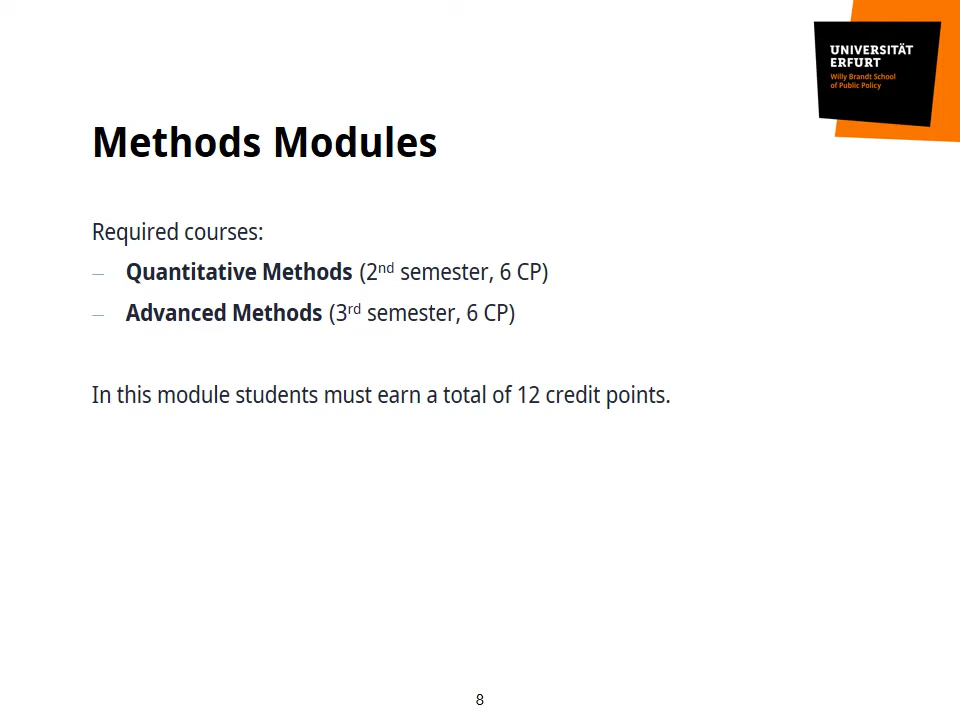 UNIVERSITÄT
ERFURT
Willy Brandt School
of Public Policy
Methods Modules
Required courses:
– Quantitative Methods (2nd semester, 6 CP)
– Advanced Methods (3rd semester, 6 CP)
In this module students must earn a total of 12 credit points.
8